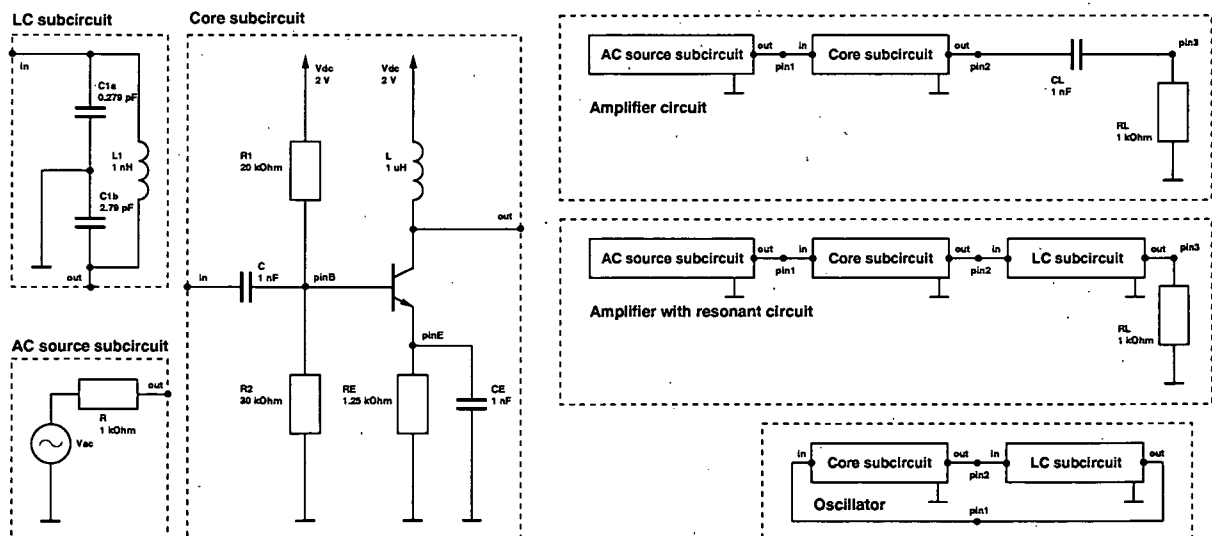 LC subcircuit
in
C1a
0.279 pF
L1
1 nH
C1b
2.79 pF
out
AC source subcircuit
out
R
1 kOhm
Vac
Core subcircuit
Vdc
2 V
Vdc
2 V
R1
20 kOhm
L
1 uH
out
in
C
1 nF
pinB
pinE
R2
30 kOhm
RE
1.25 kOhm
CE
1 nF
AC source subcircuit
out
pin1
in
Core subcircuit
out
pin2
CL
1 nF
pin3
RL
1 kOhm
Amplifier circuit
AC source subcircuit
out
pin1
in
Core subcircuit
out
pin2
in
LC subcircuit
out
pin3
RL
1 kOhm
Amplifier with resonant circuit
in
Core subcircuit
out
pin2
in
LC subcircuit
out
Oscillator
pin1